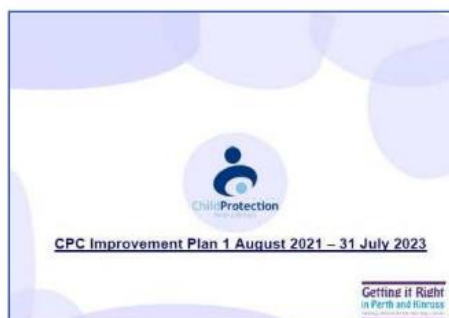 ChildProtection
CPC Improvement Plan 1 August 2021 – 31 July 2023
Getting it Right
in Perth and Kinross